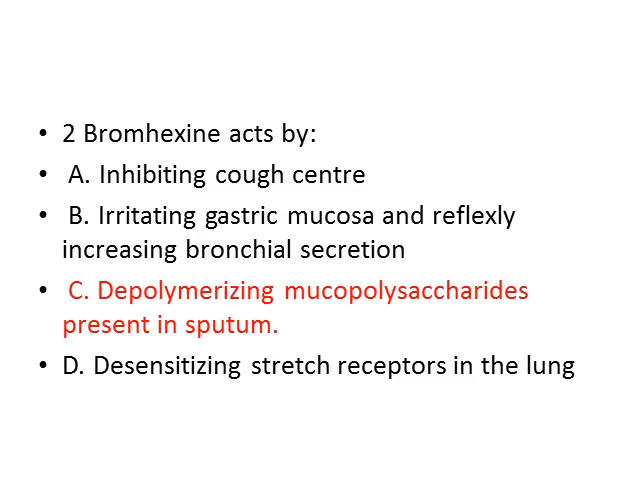 • 2 Bromhexine acts by:
• A. Inhibiting cough centre
• B. Irritating gastric mucosa and reflexly
increasing bronchial secretion
• C. Depolymerizing mucopolysaccharides
present in sputum.
• D. Desensitizing stretch receptors in the lung